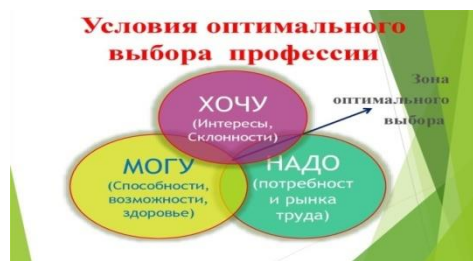 Условия оптимального
выбора профессии
Зона
оптимального
выбора
ХОЧУ
(Интересы,
Склонности)
МОГУ
(Способности,
возможности,
здоровье)
НАДО
(потребност
и рынка
труда)